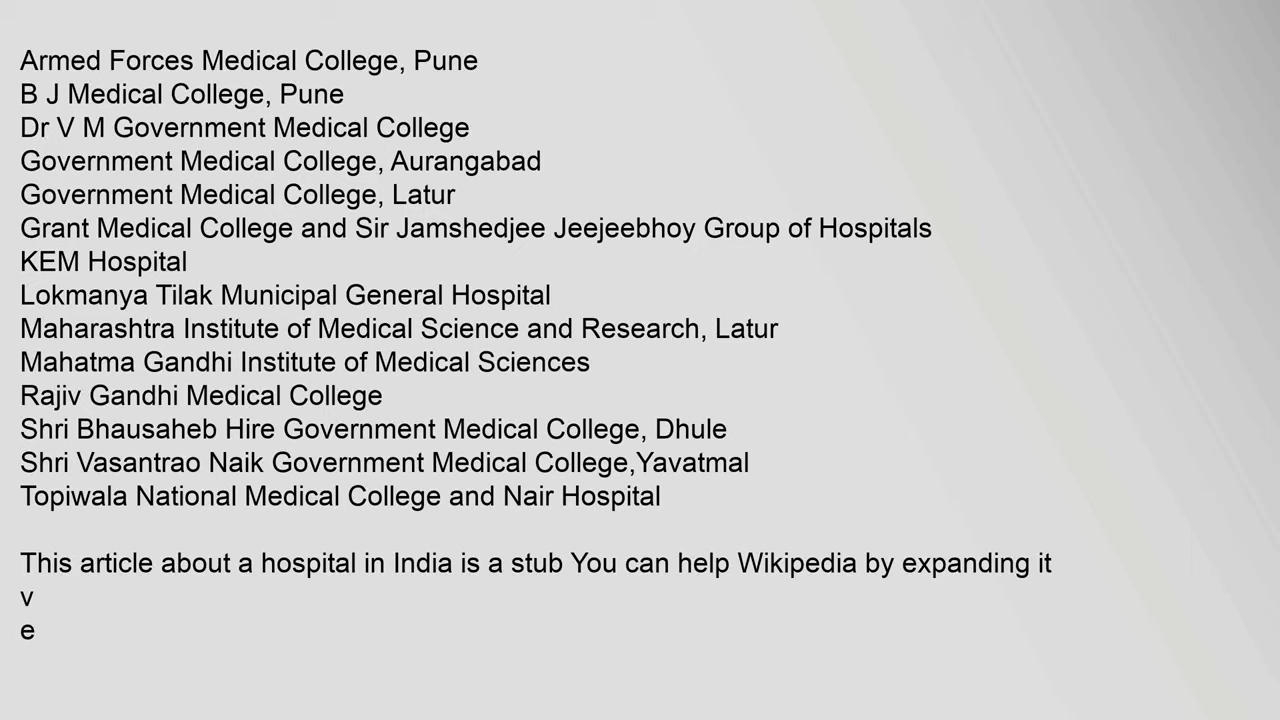 Armed Forces Medical College, Pune
B J Medical College, Pune
Dr V M Government Medical College
Government Medical College, Aurangabad
Government Medical College, Latur
Grant Medical College and Sir Jamshedjee Jeejeebhoy Group of Hospitals
KEM Hospital
Lokmanya Tilak Municipal General Hospital
Maharashtra Institute of Medical Science and Research, Latur
Mahatma Gandhi Institute of Medical Sciences
Rajiv Gandhi Medical College
Shri Bhausaheb Hire Government Medical College, Dhule
Shri Vasantrao Naik Government Medical College,Yavatmal
Topiwala National Medical College and Nair Hospital
This article about a hospital in India is a stub You can help Wikipedia by expanding it
v
e